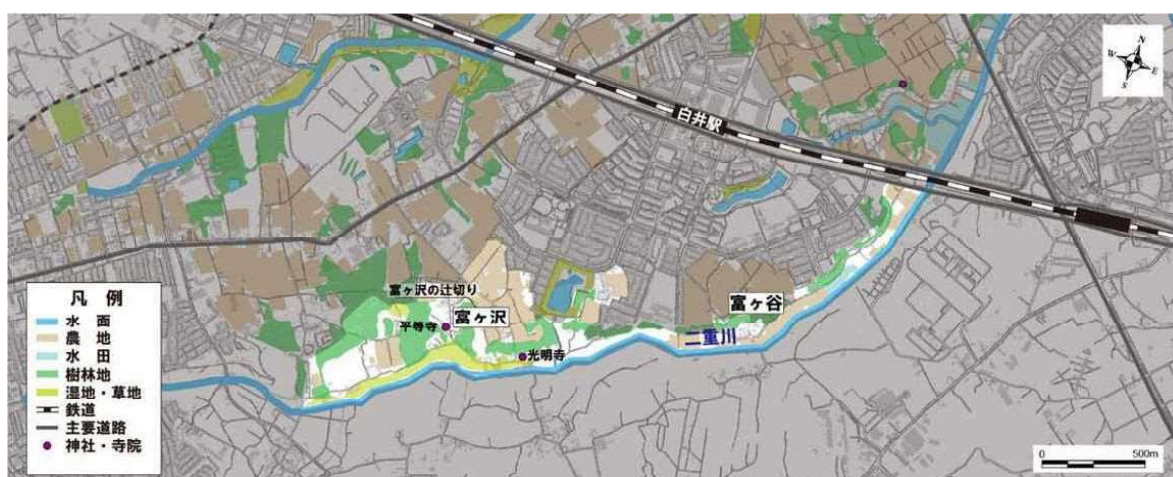 N
W
E
S
白井駅
富ヶ沢の辻切り
平等寺
富ヶ沢
富ヶ谷
二重川
光明寺
凡 例
水 面
農 地
水 田
樹林地
湿地・草地
鉄道
主要道路
神社・寺院
0 500m